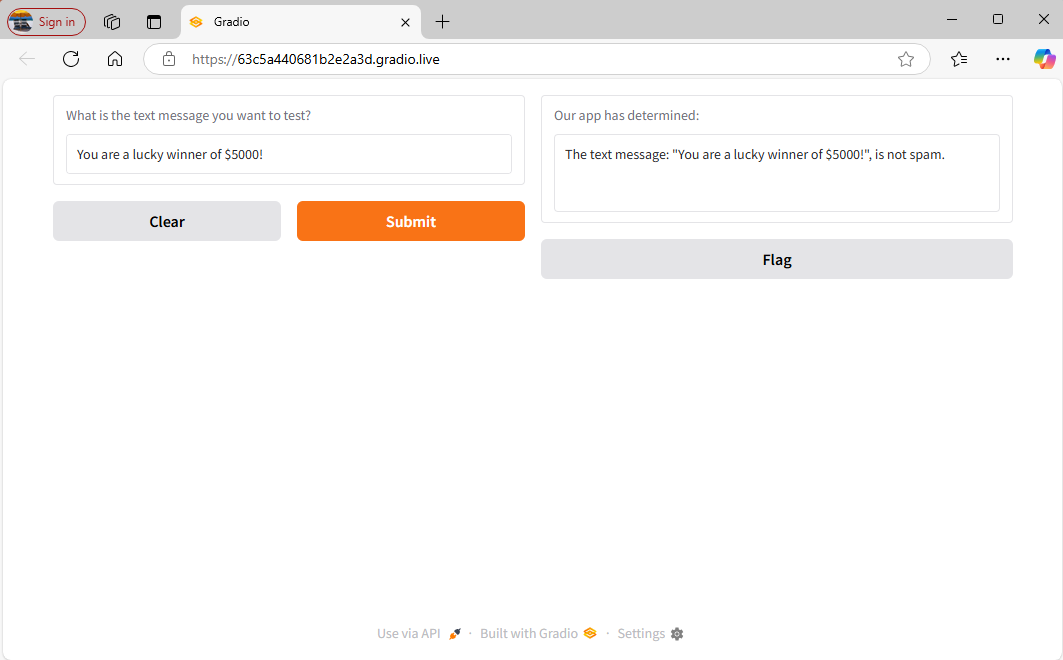 Sign in
Gradio
https://63c5a440681b2e2a3d.gradio.live
What is the text message you want to test?
You are a lucky winner of $5000!
Clear
Submit
Our app has determined:
The text message: "You are a lucky winner of $5000!", is not spam.
Flag
Use via API · Built with Gradio · Settings